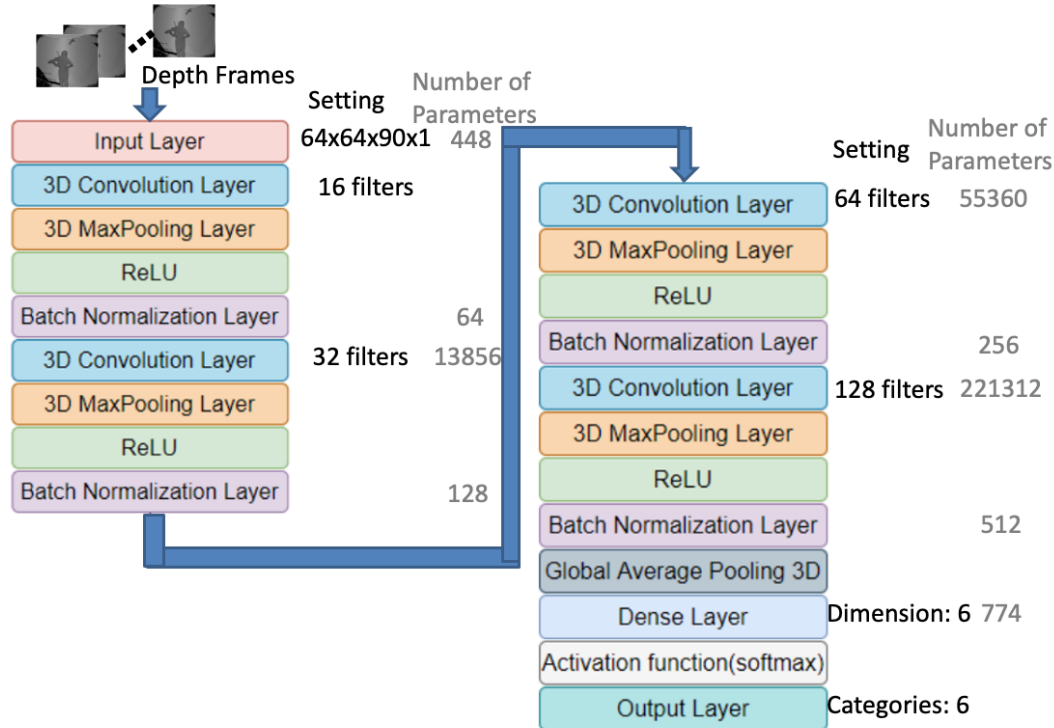 Depth Frames
Setting
Number of
Parameters
Input Layer 64x64x90x1 448
3D Convolution Layer 16 filters
3D MaxPooling Layer
ReLU
Batch Normalization Layer 64
3D Convolution Layer 32 filters 13856
3D MaxPooling Layer
ReLU
Batch Normalization Layer 128
Setting
Number of
Parameters
3D Convolution Layer 64 filters 55360
3D MaxPooling Layer
ReLU
Batch Normalization Layer 256
3D Convolution Layer 128 filters 221312
3D MaxPooling Layer
ReLU
Batch Normalization Layer 512
Global Average Pooling 3D
Dense Layer Dimension: 6 774
Activation function(softmax)
Output Layer Categories: 6